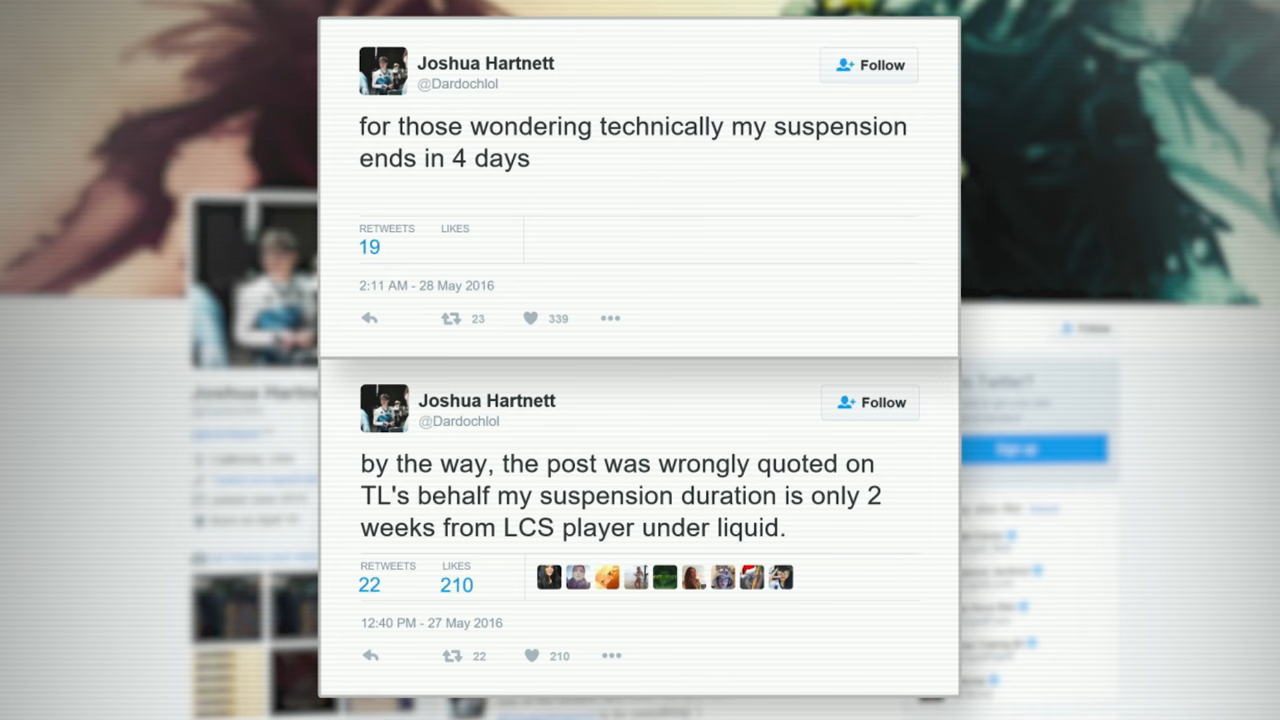 Joshua Hartnett
@Dardochlol
Follow
for those wondering technically my suspension
ends in 4 days
RETWEETS LIKES
19
2:11 AM - 28 May 2016
23 339
Joshua Hartnett
@Dardochlol
Follow
by the way, the post was wrongly quoted on
TL's behalf my suspension duration is only 2
weeks from LCS player under liquid.
RETWEETS LIKES
22 210
12:40 PM - 27 May 2016
22 210